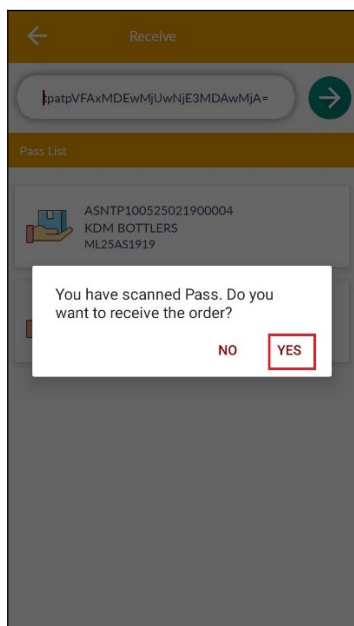 Receive
tpatpVFAxMDEwMjUwNjE3MDAwMjA=
Pass List
ASNTP100525021900004
KDM BOTTLERS
ML25AS1919
You have scanned Pass. Do you
want to receive the order?
NO YES